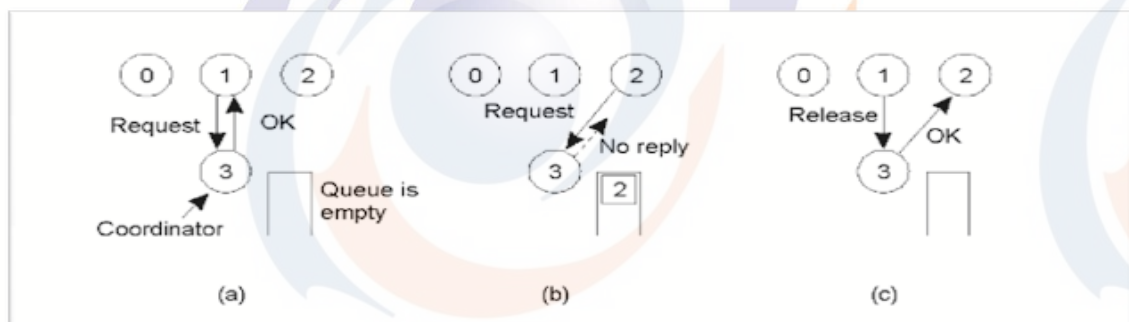 0 1 2
Request OK
3
Queue is
empty
Coordinator
(a)
0 1 2
Request
No reply
3
2
(b)
0 1 2
Release
OK
3
(c)